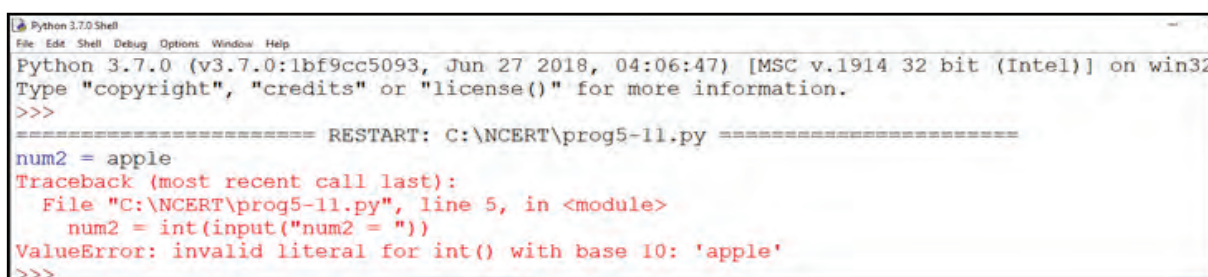 Python 3.7.0 Shell
File Edit Shell Debug Options Window Help
Python 3.7.0 (v3.7.0:1bf9cc5093, Jun 27 2018, 04:06:47) [MSC v.1914 32 bit (Intel)] on win32
Type "copyright", "credits" or "license()" for more information.
>>>
======================= RESTART: C:\NCERT\prog5-11.py =======================
num2 = apple
Traceback (most recent call last):
  File "C:\NCERT\prog5-11.py", line 5, in <module>
    num2 = int(input("num2 = "))
ValueError: invalid literal for int() with base 10: 'apple'
>>>